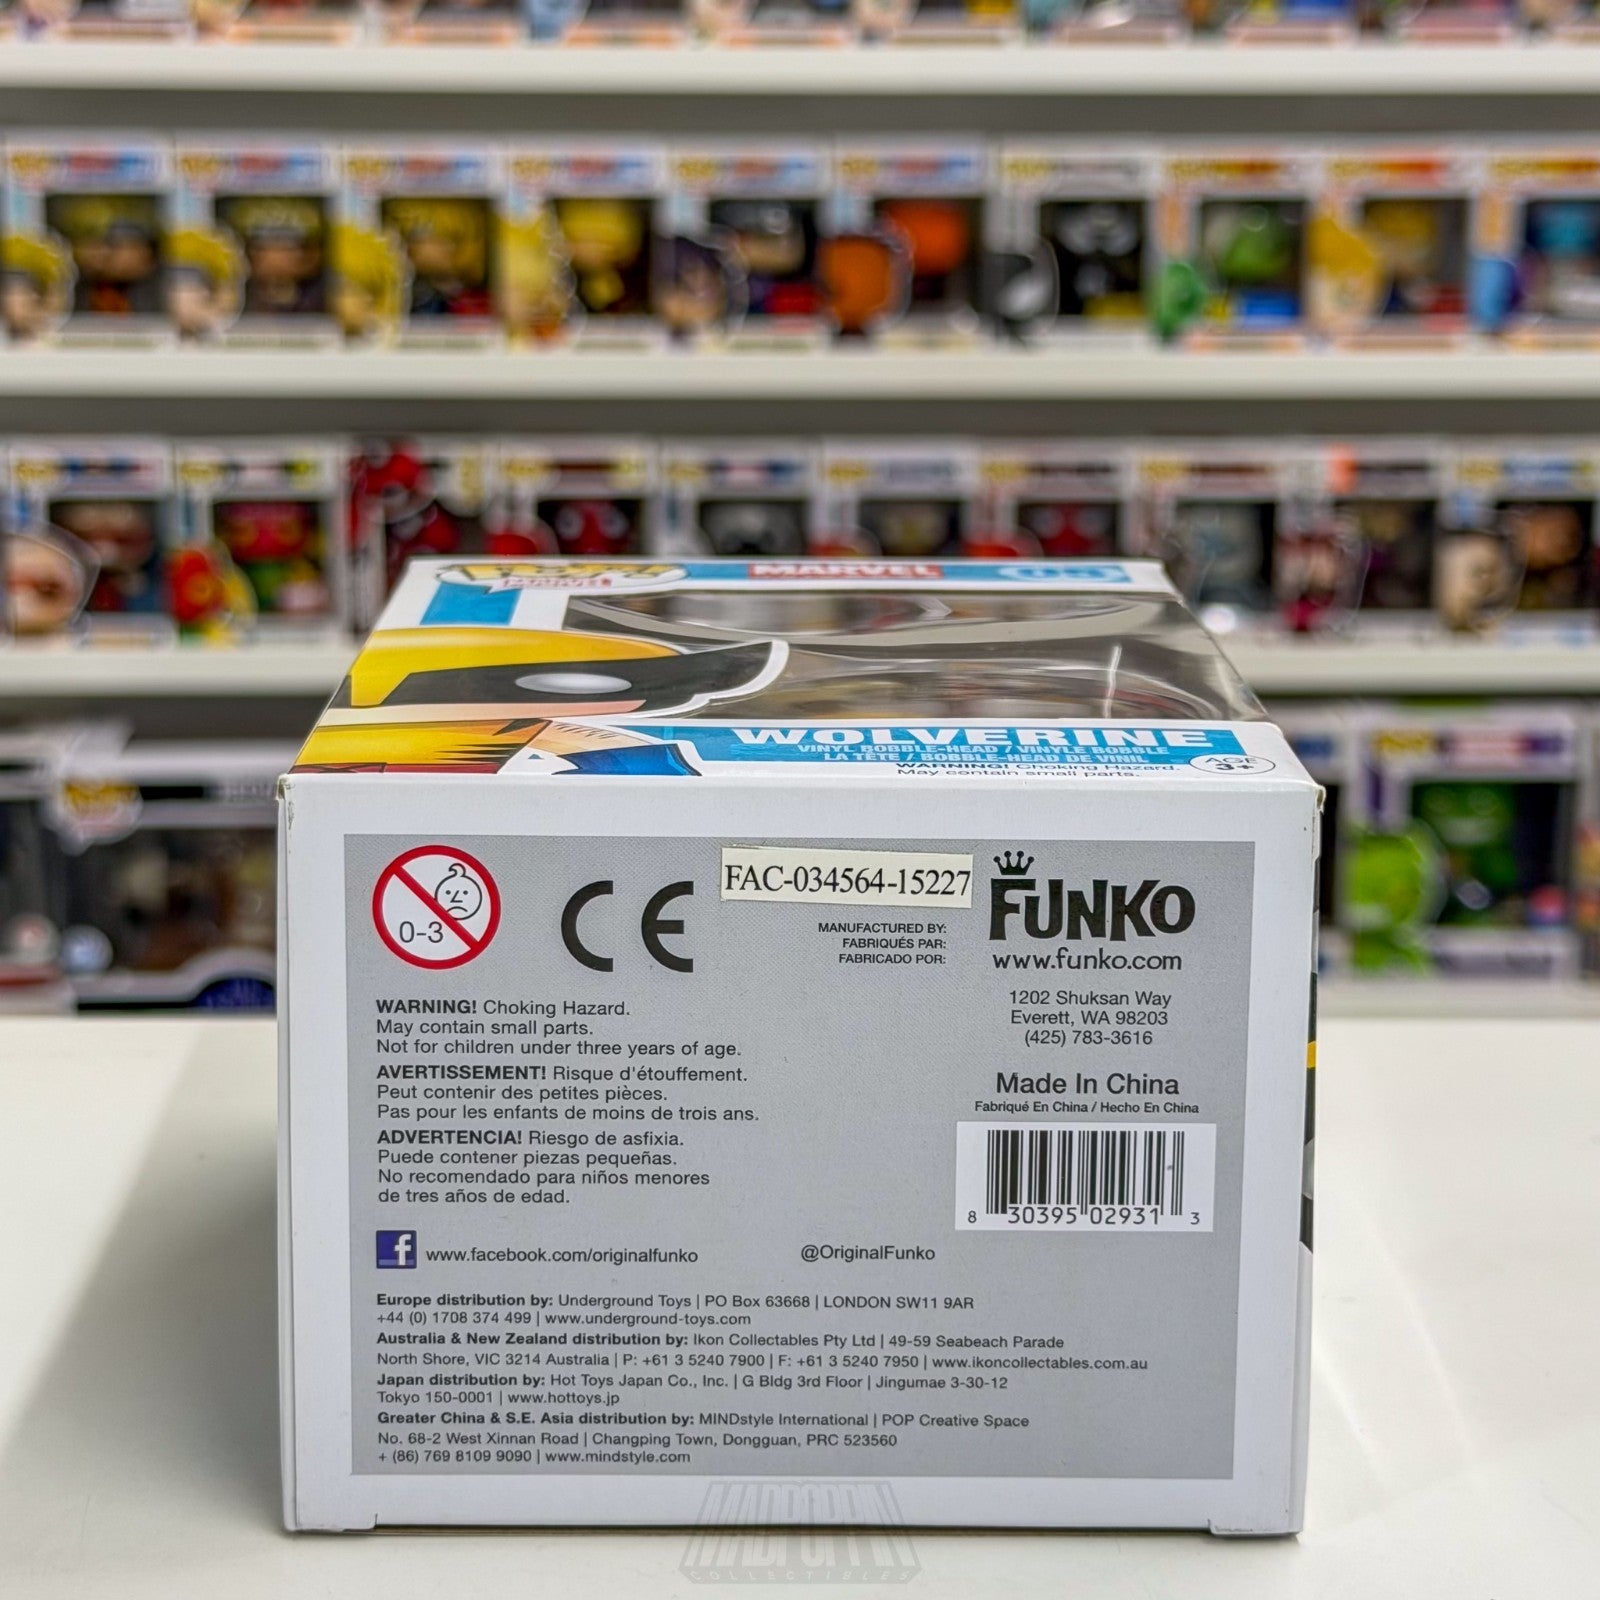 POP!
MARVEL
MARVEL
05
WOLVERINE
VINYL BOBBLE-HEAD / VINYLE BOBBLE
LA TÊTE / BOBBLE-HEAD DE VINIL
WARNING! Choking Hazard.
May contain small parts.
AGE
3+
0-3
CE
FAC-034564-15227
MANUFACTURED BY:
FABRIQUÉS PAR:
FABRICADO POR:
FUNKO
www.funko.com
1202 Shuksan Way
Everett, WA 98203
(425) 783-3616
Made In China
Fabriqué En China / Hecho En China
8 30395 02931 3
WARNING! Choking Hazard.
May contain small parts.
Not for children under three years of age.
AVERTISSEMENT! Risque d'étouffement.
Peut contenir des petites pièces.
Pas pour les enfants de moins de trois ans.
ADVERTENCIA! Riesgo de asfixia.
Puede contener piezas pequeñas.
No recomendado para niños menores
de tres años de edad.
f www.facebook.com/originalfunko
@OriginalFunko
Europe distribution by: Underground Toys | PO Box 63668 | LONDON SW11 9AR
+44 (0) 1708 374 499 | www.underground-toys.com
Australia & New Zealand distribution by: Ikon Collectables Pty Ltd | 49-59 Seabeach Parade
North Shore, VIC 3214 Australia | P: +61 3 5240 7900 | F: +61 3 5240 7950 | www.ikoncollectables.com.au
Japan distribution by: Hot Toys Japan Co., Inc. | G Bldg 3rd Floor | Jingumae 3-30-12
Tokyo 150-0001 | www.hottoys.jp
Greater China & S.E. Asia distribution by: MINDstyle International | POP Creative Space
No. 68-2 West Xinnan Road | Changping Town, Dongguan, PRC 523560
+ (86) 769 8109 9090 | www.mindstyle.com
MADPOPPIN
COLLECTIBLES